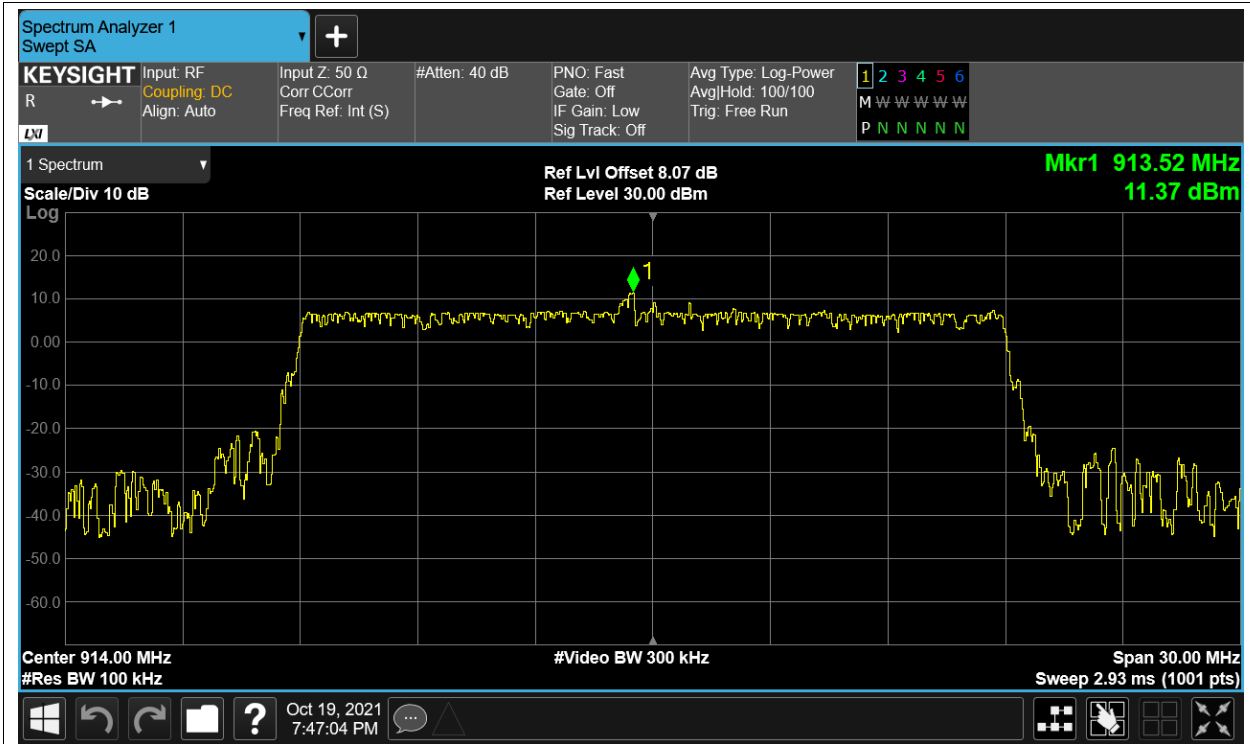 Spectrum Analyzer 1
Swept SA
KEYSIGHT
R
LXI
Input: RF
Coupling: DC
Align: Auto
Input Z: 50 Ω
Corr CCorr
Freq Ref: Int (S)
#Atten: 40 dB
PNO: Fast
Gate: Off
IF Gain: Low
Sig Track: Off
Avg Type: Log-Power
Avg|Hold: 100/100
Trig: Free Run
1 2 3 4 5 6
M W W W W W
P N N N N N
1 Spectrum
Scale/Div 10 dB
Log
Ref Lvl Offset 8.07 dB
Ref Level 30.00 dBm
Mkr1 913.52 MHz
11.37 dBm
1
20.0
10.0
0.00
-10.0
-20.0
-30.0
-40.0
-50.0
-60.0
Center 914.00 MHz
#Res BW 100 kHz
#Video BW 300 kHz
Span 30.00 MHz
Sweep 2.93 ms (1001 pts)
?
Oct 19, 2021
7:47:04 PM